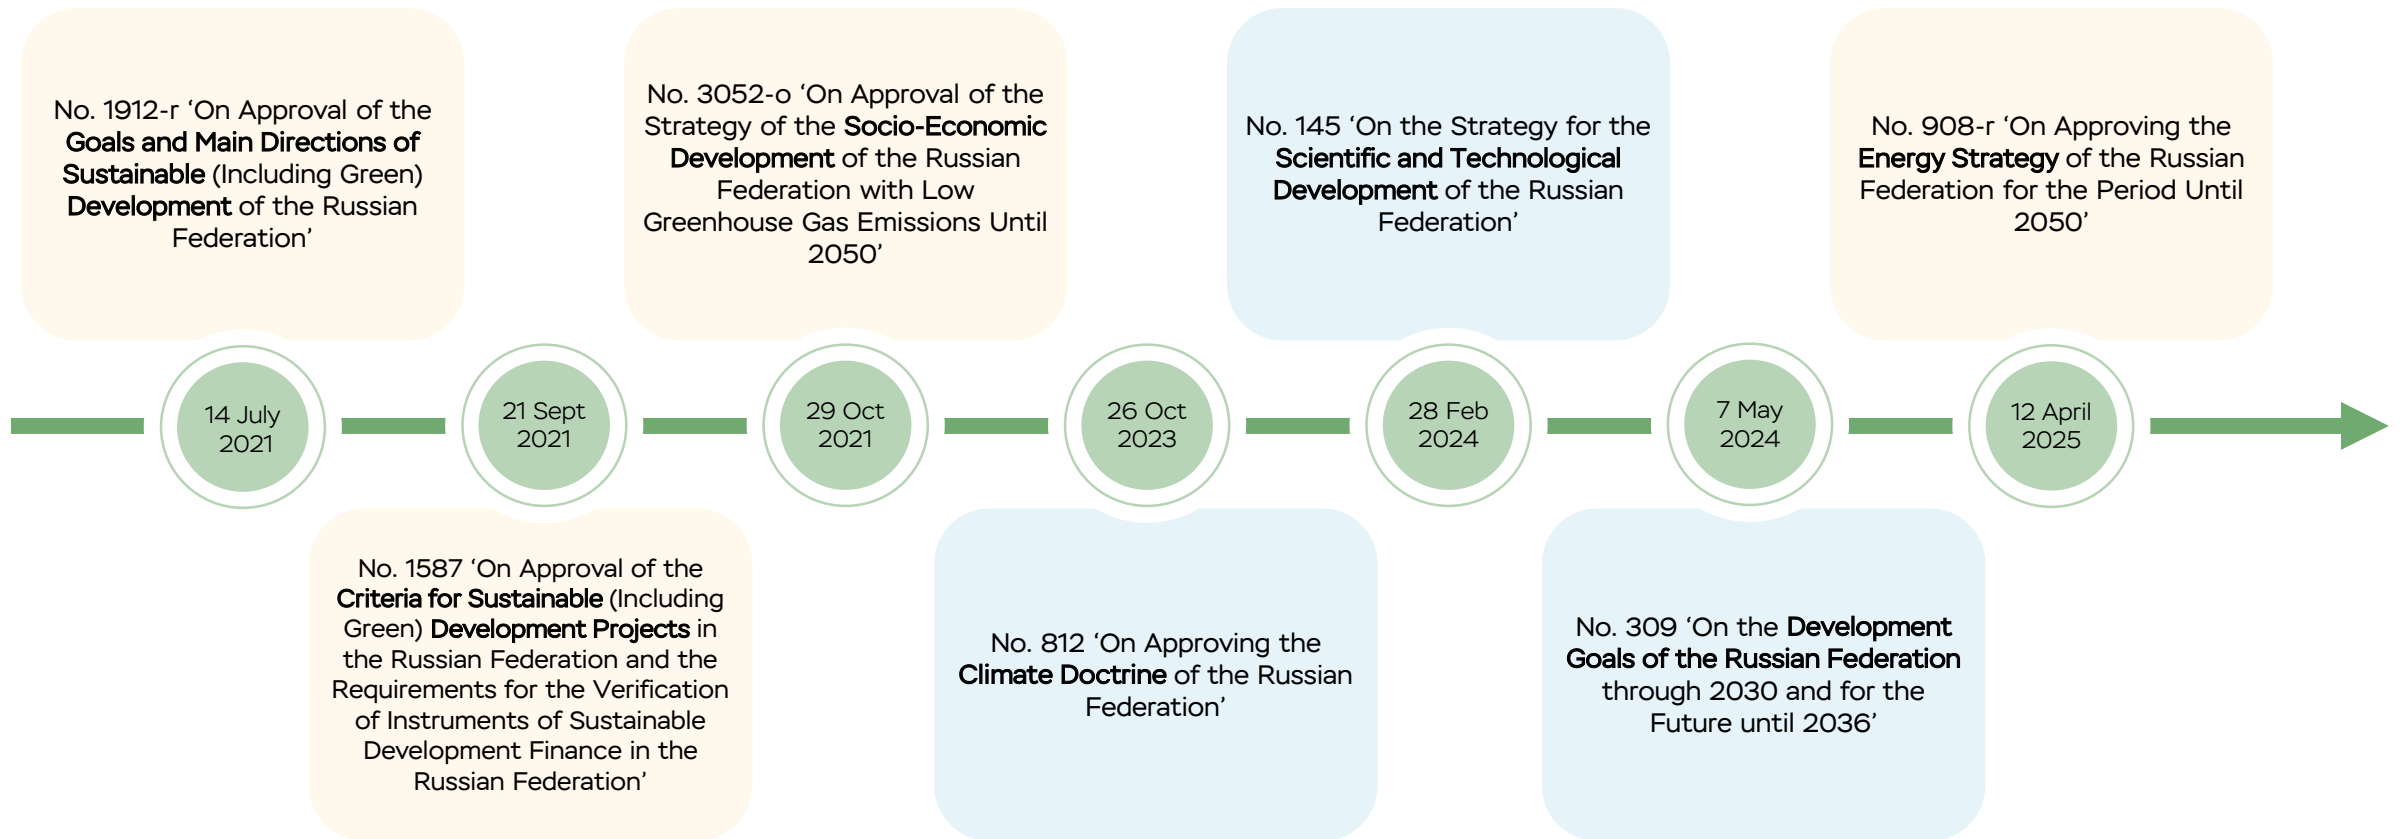 No. 1912-r ‘On Approval of the
Goals and Main Directions of
Sustainable (Including Green)
Development of the Russian
Federation’
No. 3052-o ‘On Approval of the
Strategy of the Socio-Economic
Development of the Russian
Federation with Low
Greenhouse Gas Emissions Until
2050’
No. 145 ‘On the Strategy for the
Scientific and Technological
Development of the Russian
Federation’
No. 908-r ‘On Approving the
Energy Strategy of the Russian
Federation for the Period Until
2050’
14 July
2021
21 Sept
2021
29 Oct
2021
26 Oct
2023
28 Feb
2024
7 May
2024
12 April
2025
No. 1587 ‘On Approval of the
Criteria for Sustainable (Including
Green) Development Projects in
the Russian Federation and the
Requirements for the Verification
of Instruments of Sustainable
Development Finance in the
Russian Federation’
No. 812 ‘On Approving the
Climate Doctrine of the Russian
Federation’
No. 309 ‘On the Development
Goals of the Russian Federation
through 2030 and for the
Future until 2036’